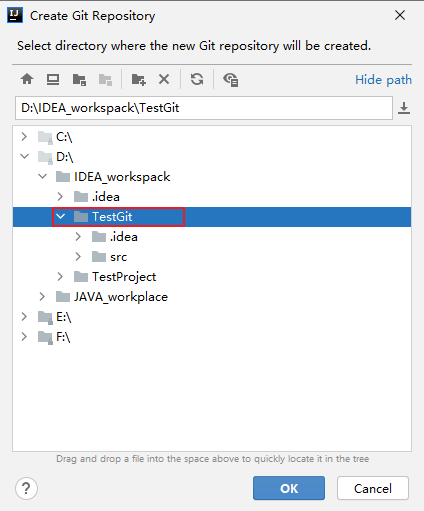 Create Git Repository
Select directory where the new Git repository will be created.
Hide path
D:\IDEA_workspack\TestGit
C:\
D:\
IDEA_workspack
.idea
TestGit
.idea
src
TestProject
JAVA_workplace
E:\
F:\
Drag and drop a file into the space above to quickly locate it in the tree
?
OK
Cancel